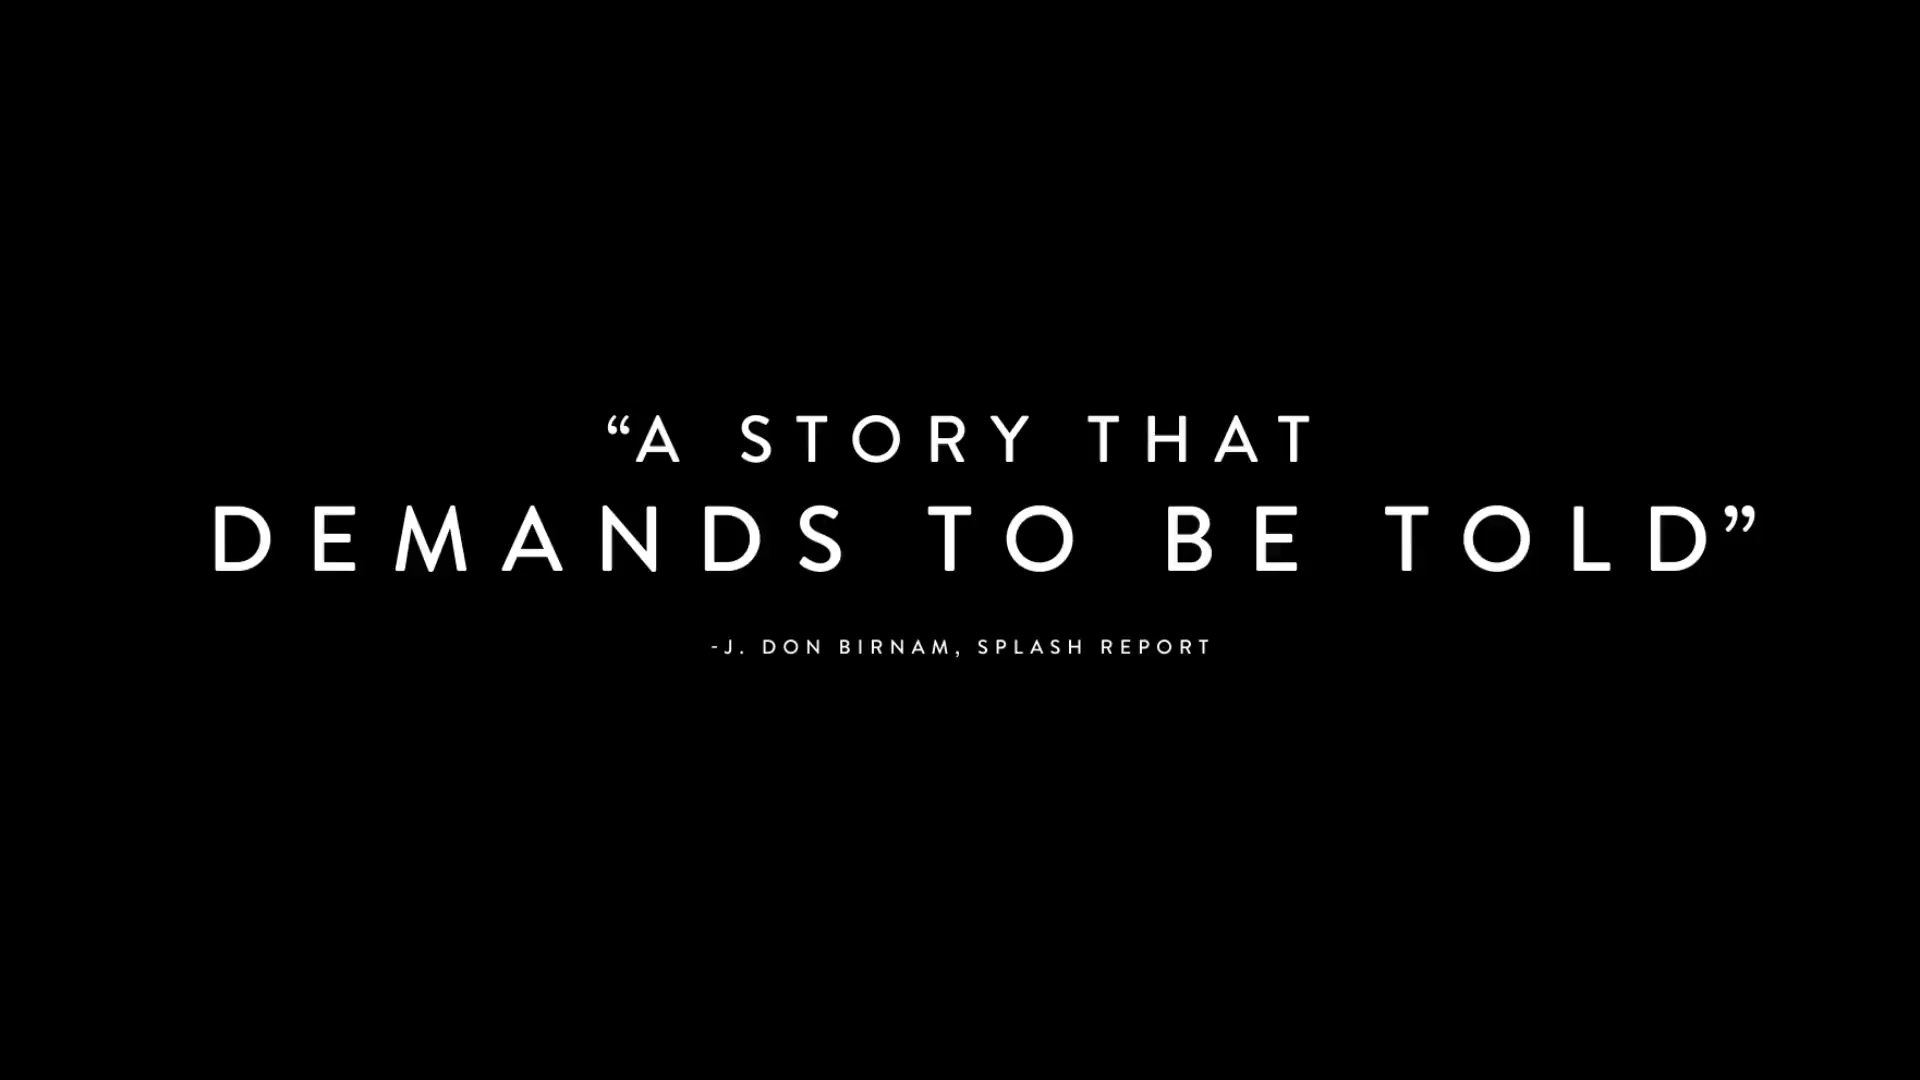 “A STORY THAT
DEMANDS TO BE TOLD”
-J. DON BIRNAM, SPLASH REPORT